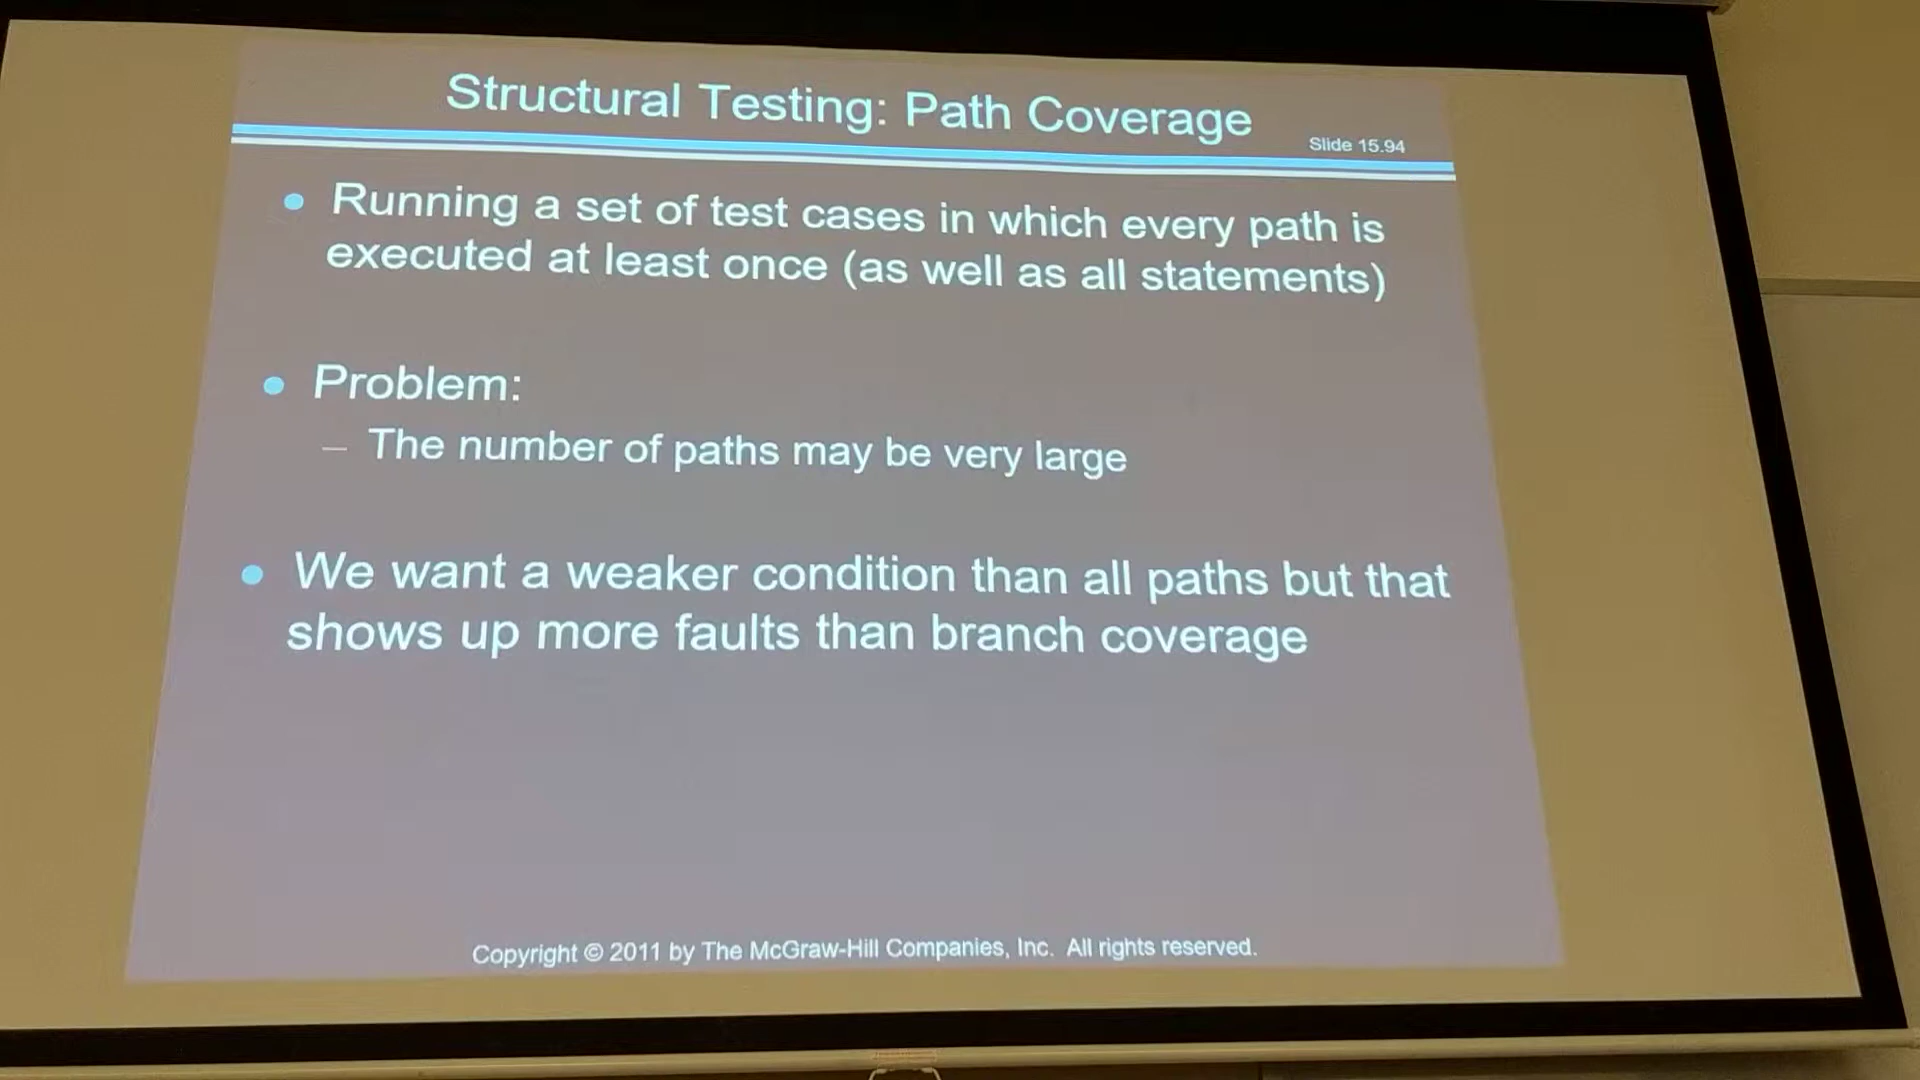 Structural Testing: Path Coverage
Slide 15.94
• Running a set of test cases in which every path is
executed at least once (as well as all statements)
• Problem:
– The number of paths may be very large
• We want a weaker condition than all paths but that
shows up more faults than branch coverage
Copyright © 2011 by The McGraw-Hill Companies, Inc. All rights reserved.